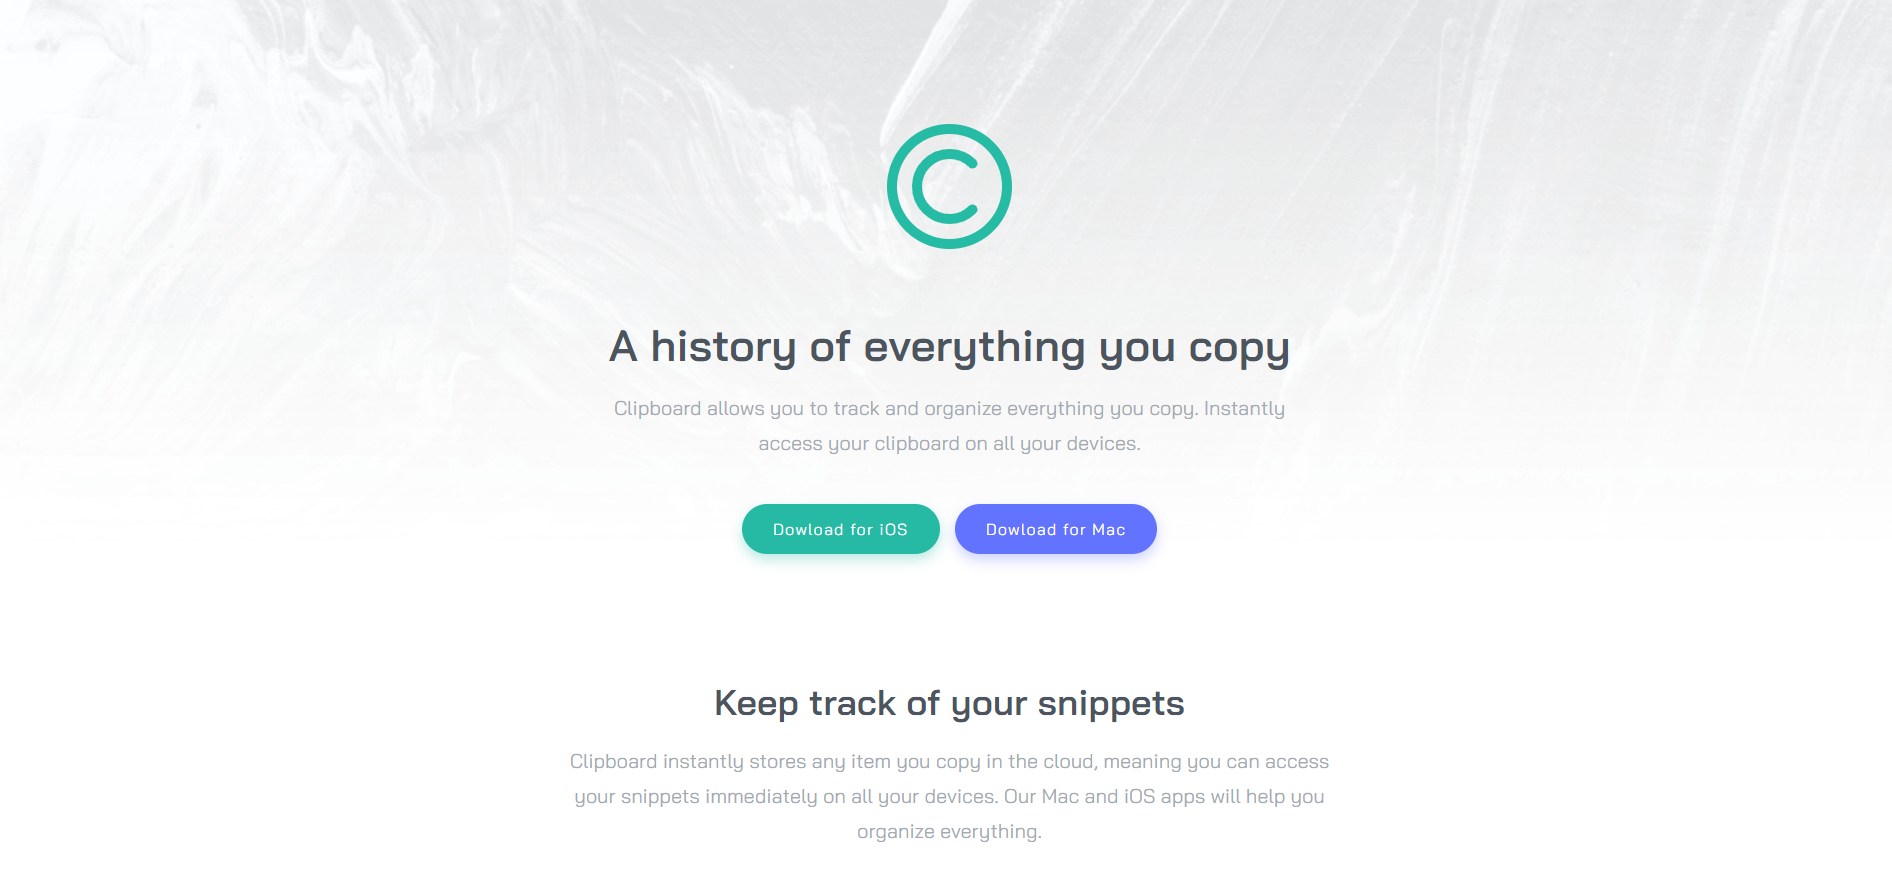 A history of everything you copy
Clipboard allows you to track and organize everything you copy. Instantly
access your clipboard on all your devices.
Dowload for iOS
Dowload for Mac
Keep track of your snippets
Clipboard instantly stores any item you copy in the cloud, meaning you can access
your snippets immediately on all your devices. Our Mac and iOS apps will help you
organize everything.